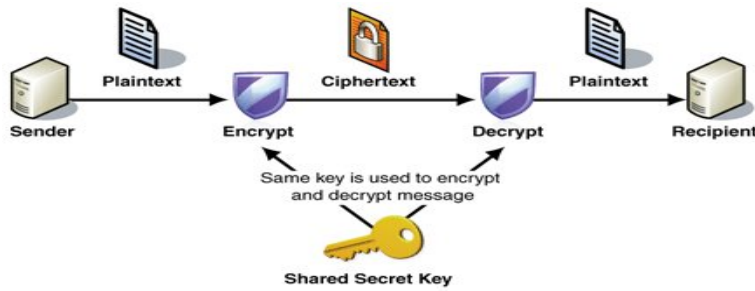 Plaintext
Ciphertext
Plaintext
Sender
Encrypt
Decrypt
Recipient
Same key is used to encrypt
and decrypt message
Shared Secret Key